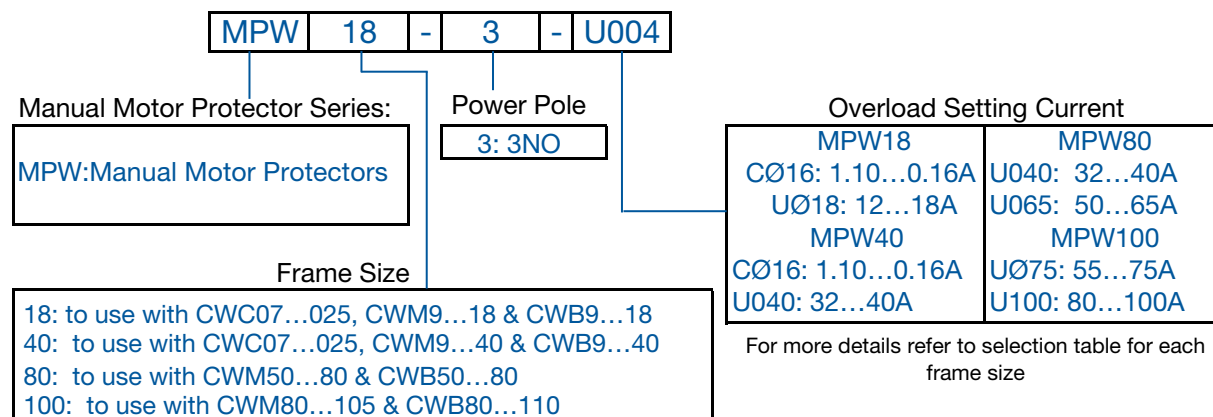 MPW 18 - 3 - U004
Manual Motor Protector Series:
MPW:Manual Motor Protectors
Power Pole
3: 3NO
Overload Setting Current
MPW18
CØ16: 1.10...0.16A
UØ18: 12...18A
MPW40
CØ16: 1.10...0.16A
U040: 32...40A
MPW80
U040: 32...40A
U065: 50...65A
MPW100
UØ75: 55...75A
U100: 80...100A
For more details refer to selection table for each
frame size
Frame Size
18: to use with CWC07...025, CWM9...18 & CWB9...18
40: to use with CWC07...025, CWM9...40 & CWB9...40
80: to use with CWM50...80 & CWB50...80
100: to use with CWM80...105 & CWB80...110